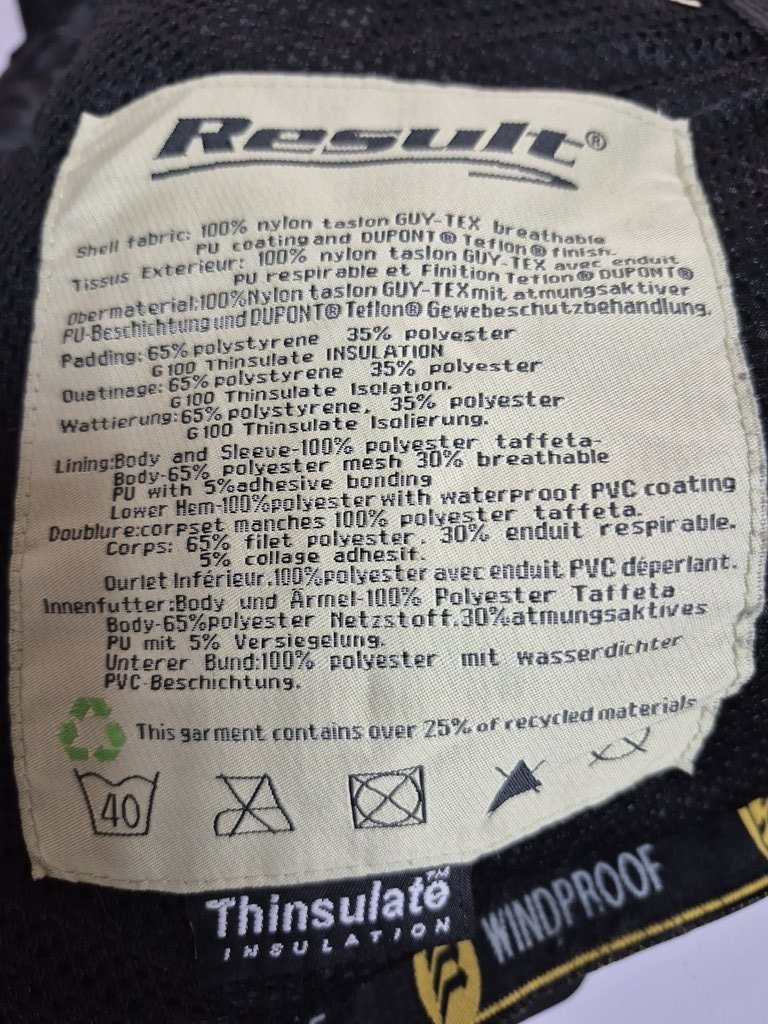 Result®
Shell fabric: 100% nylon taslon GUY-TEX breathable
PU coating and DUPONT® Teflon® finish.
Tissus Exterieur: 100% nylon taslon GUY-TEX avec enduit
PU respirable et Finition Teflon® DUPONT®
Obermaterial:100%Nylon taslon GUY-TEX mit atmungsaktiver
PU-Beschichtung und DUPONT® Teflon® Gewebeschutzbehandlung.
Padding: 65% polystyrene 35% polyester
G 100 Thinsulate INSULATION
Ouatinage: 65% polystyrene 35% polyester
G 100 Thinsulate Isolation.
Wattierung:65% polystyrene, 35% polyester
G 100 Thinsulate Isolierung.
Lining:Body and Sleeve-100% polyester taffeta-
Body-65% polyester mesh 30% breathable
PU with 5%adhesive bonding
Lower Hem-100%polyester with waterproof PVC coating
Doublure:corpset manches 100% polyester taffeta.
Corps: 65% filet polyester. 30% enduit respirable.
5% collage adhesif.
Ourlet Inférieur.100%polyester avec enduit PVC déperlant.
Innenfutter:Body und Ärmel-100% Polyester Taffeta
Body-65%Polyester Netzstoff.30%atmungsaktives
PU mit 5% Versiegelung.
Unterer Bund:100% polyester mit wasserdichter
PVC-Beschichtung.
This garment contains over 25% of recycled materials
40
Thinsulate™
INSULATION
WINDPROOF